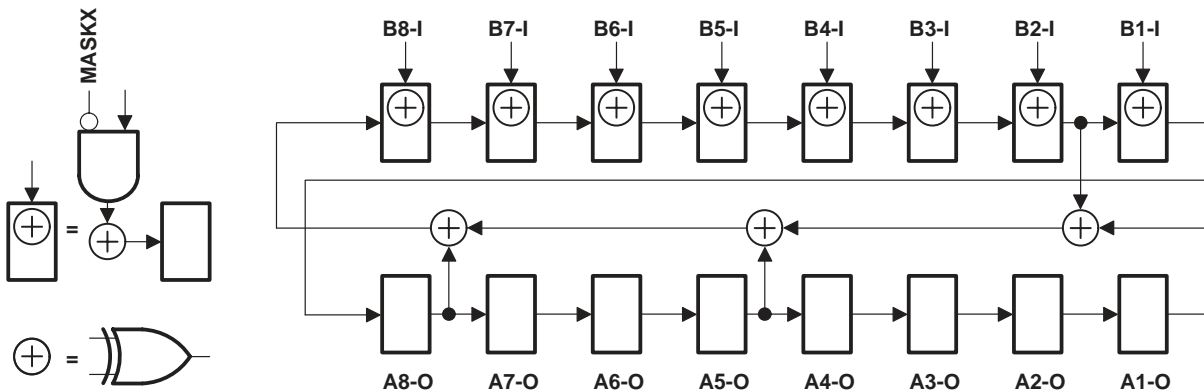 MASKX
=
=
B8-I B7-I B6-I B5-I B4-I B3-I B2-I B1-I
A8-O A7-O A6-O A5-O A4-O A3-O A2-O A1-O